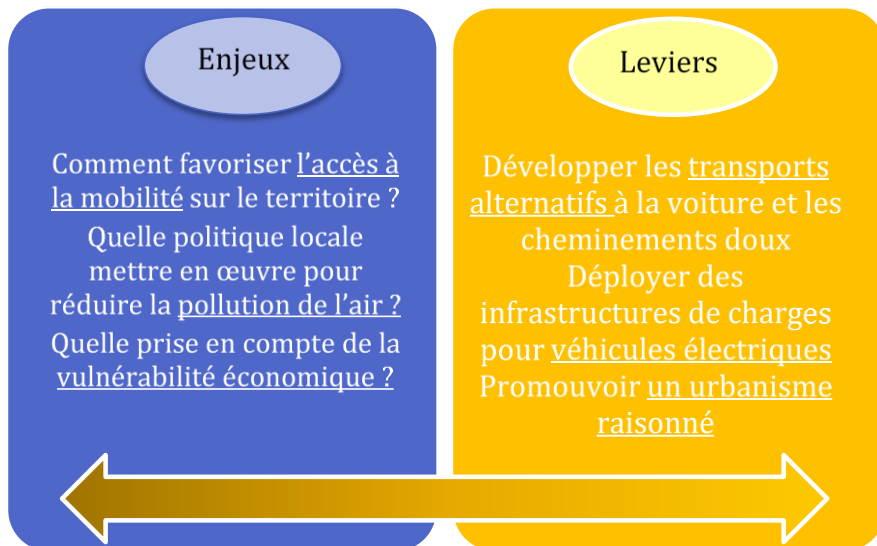 Enjeux
Comment favoriser l’accès à
la mobilité sur le territoire ?
Quelle politique locale
mettre en œuvre pour
réduire la pollution de l’air ?
Quelle prise en compte de la
vulnérabilité économique ?
Leviers
Développer les transports
alternatifs à la voiture et les
cheminements doux
Déployer des
infrastructures de charges
pour véhicules électriques
Promouvoir un urbanisme
raisonné